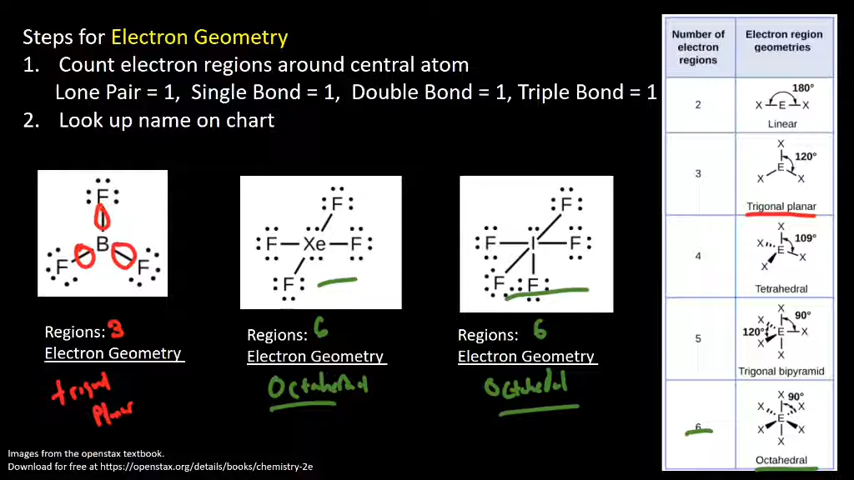 Steps for Electron Geometry
1. Count electron regions around central atom
Lone Pair = 1, Single Bond = 1, Double Bond = 1, Triple Bond = 1
2. Look up name on chart
F
B
F
F
Regions: 3
Electron Geometry
trigonal
planar
F
F Xe F
F
Regions: 6
Electron Geometry
Octahedral
F
F I F
F F
Regions: 6
Electron Geometry
Octahedral
Number of electron regions
Electron region geometries
2
180°
X E X
Linear
3
X
120°
E
X X
Trigonal planar
4
X
109°
X E
X X
Tetrahedral
5
X
90°
X
120° E X
X
X
Trigonal bipyramid
6
X 90°
X X
E
X X
X
Octahedral
Images from the openstax textbook.
Download for free at https://openstax.org/details/books/chemistry-2e